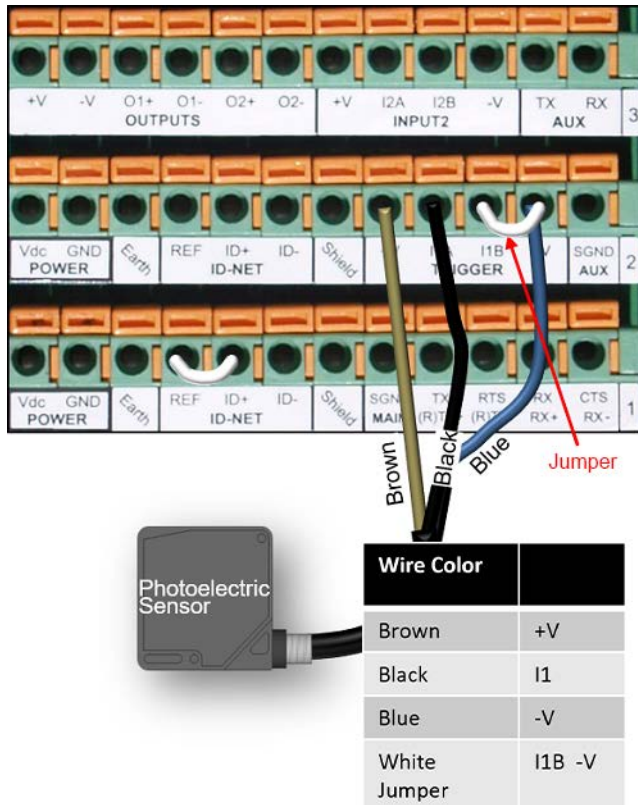 +V -V O1+ O1- O2+ O2- +V I2A I2B -V TX RX
OUTPUTS INPUT2 AUX 3
Vdc GND Earth REF ID+ ID- Shield I1B V SGND
POWER ID-NET TRIGGER AUX 2
Vdc GND Earth REF ID+ ID- Shield TX RTS RX CTS
POWER ID-NET RX+ RX- 1
Brown
Black
Blue
Jumper
Photoelectric
Sensor
Wire Color
Brown +V
Black I1
Blue -V
White I1B -V
Jumper